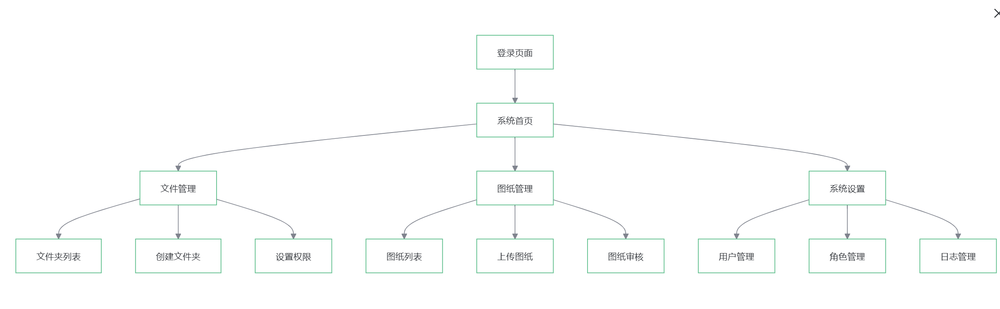 登录页面
系统首页
文件管理
图纸管理
系统设置
文件夹列表
创建文件夹
设置权限
图纸列表
上传图纸
图纸审核
用户管理
角色管理
日志管理